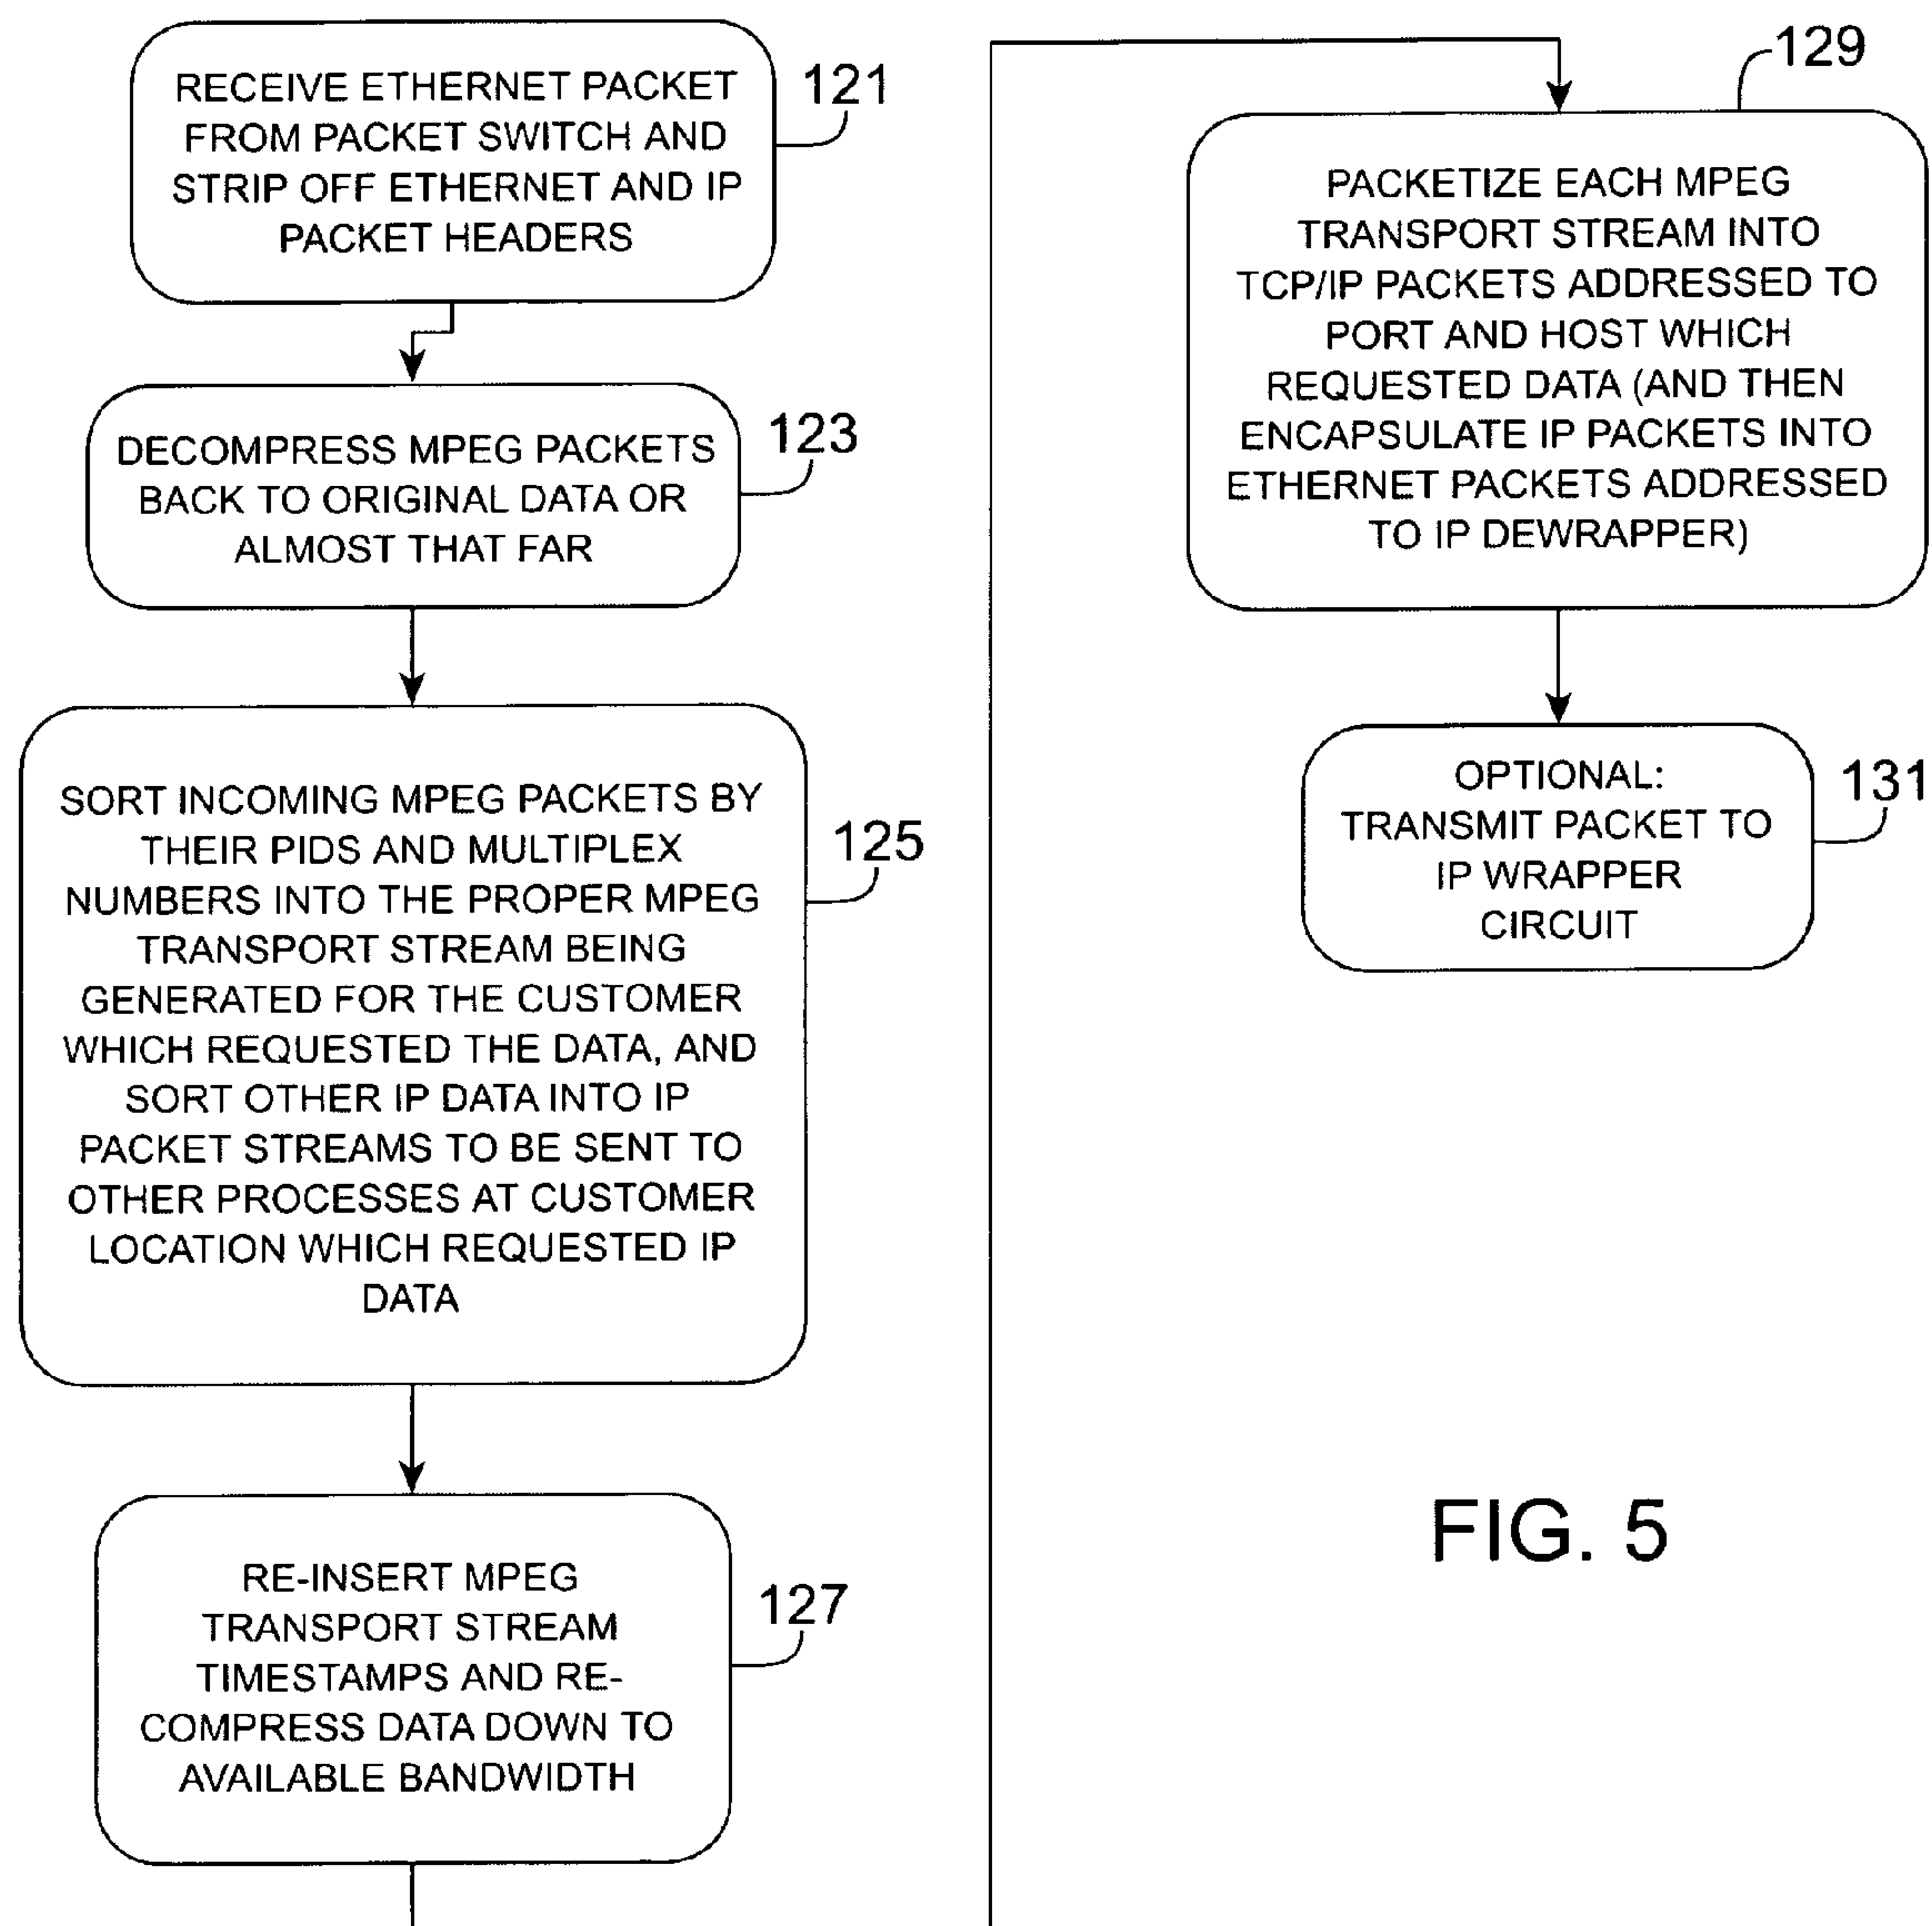 RECEIVE ETHERNET PACKET
FROM PACKET SWITCH AND
STRIP OFF ETHERNET AND IP
PACKET HEADERS
121
DECOMPRESS MPEG PACKETS
BACK TO ORIGINAL DATA OR
ALMOST THAT FAR
123
SORT INCOMING MPEG PACKETS BY
THEIR PIDS AND MULTIPLEX
NUMBERS INTO THE PROPER MPEG
TRANSPORT STREAM BEING
GENERATED FOR THE CUSTOMER
WHICH REQUESTED THE DATA, AND
SORT OTHER IP DATA INTO IP
PACKET STREAMS TO BE SENT TO
OTHER PROCESSES AT CUSTOMER
LOCATION WHICH REQUESTED IP
DATA
125
RE-INSERT MPEG
TRANSPORT STREAM
TIMESTAMPS AND RE-
COMPRESS DATA DOWN TO
AVAILABLE BANDWIDTH
127
129
PACKETIZE EACH MPEG
TRANSPORT STREAM INTO
TCP/IP PACKETS ADDRESSED TO
PORT AND HOST WHICH
REQUESTED DATA (AND THEN
ENCAPSULATE IP PACKETS INTO
ETHERNET PACKETS ADDRESSED
TO IP DEWRAPPER)
OPTIONAL:
TRANSMIT PACKET TO
IP WRAPPER
CIRCUIT
131
FIG. 5